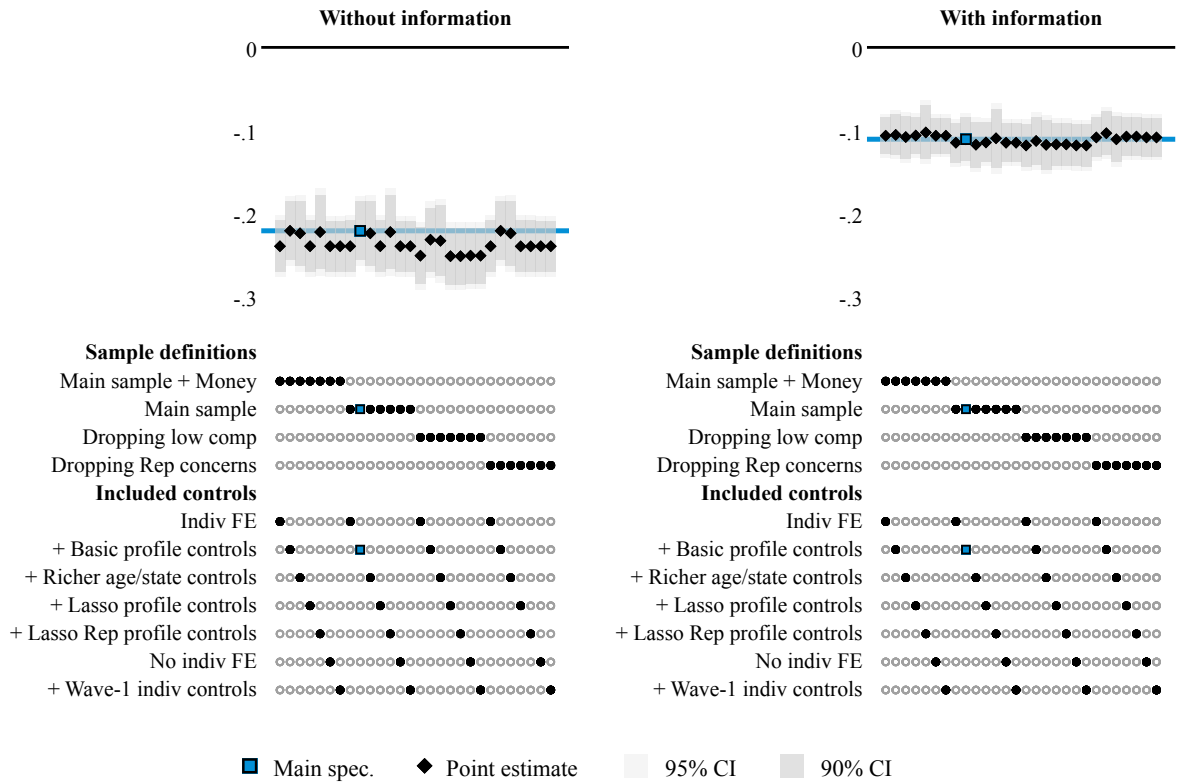 Without information
0
-.1
-.2
-.3
Sample definitions
Main sample + Money
Main sample
Dropping low comp
Dropping Rep concerns
Included controls
Indiv FE
+ Basic profile controls
+ Richer age/state controls
+ Lasso profile controls
+ Lasso Rep profile controls
No indiv FE
+ Wave-1 indiv controls
With information
0
-.1
-.2
-.3
Sample definitions
Main sample + Money
Main sample
Dropping low comp
Dropping Rep concerns
Included controls
Indiv FE
+ Basic profile controls
+ Richer age/state controls
+ Lasso profile controls
+ Lasso Rep profile controls
No indiv FE
+ Wave-1 indiv controls
Main spec. Point estimate 95% CI 90% CI